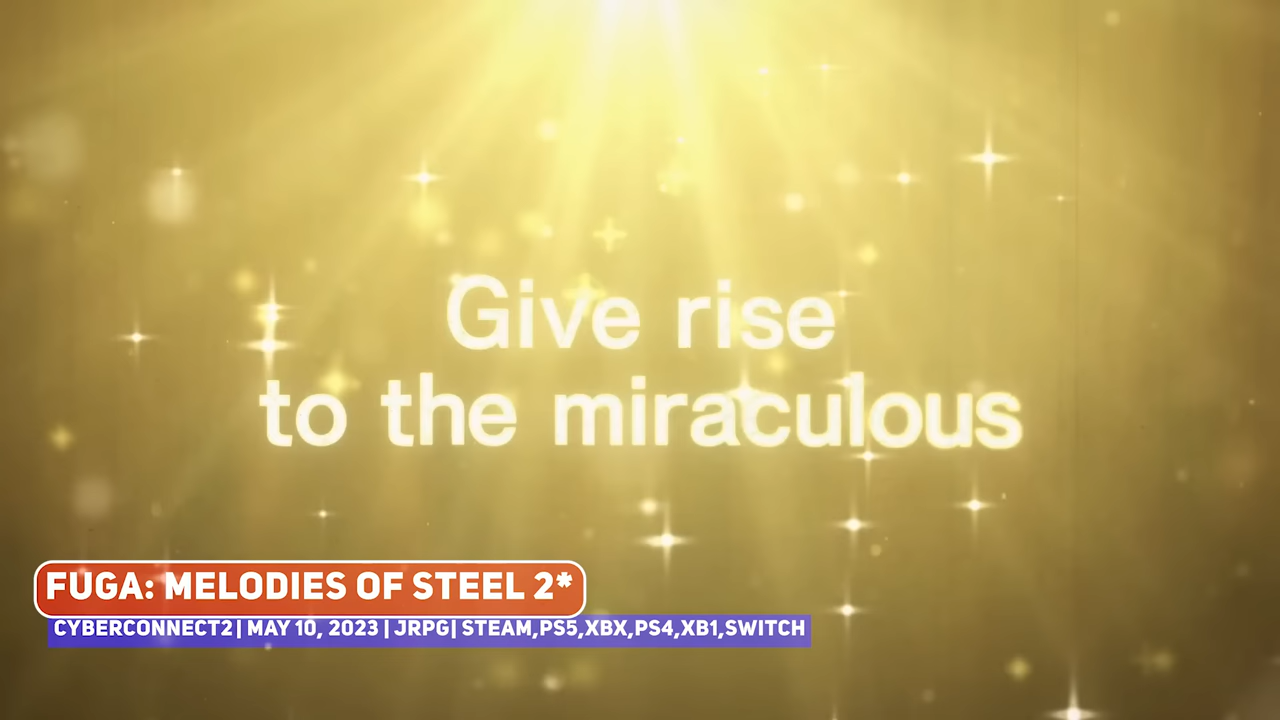 Give rise
to the miraculous
FUGA: MELODIES OF STEEL 2*
CYBERCONNECT2| MAY 10, 2023 | JRPG| STEAM,PS5,XBX,PS4,XB1,SWITCH